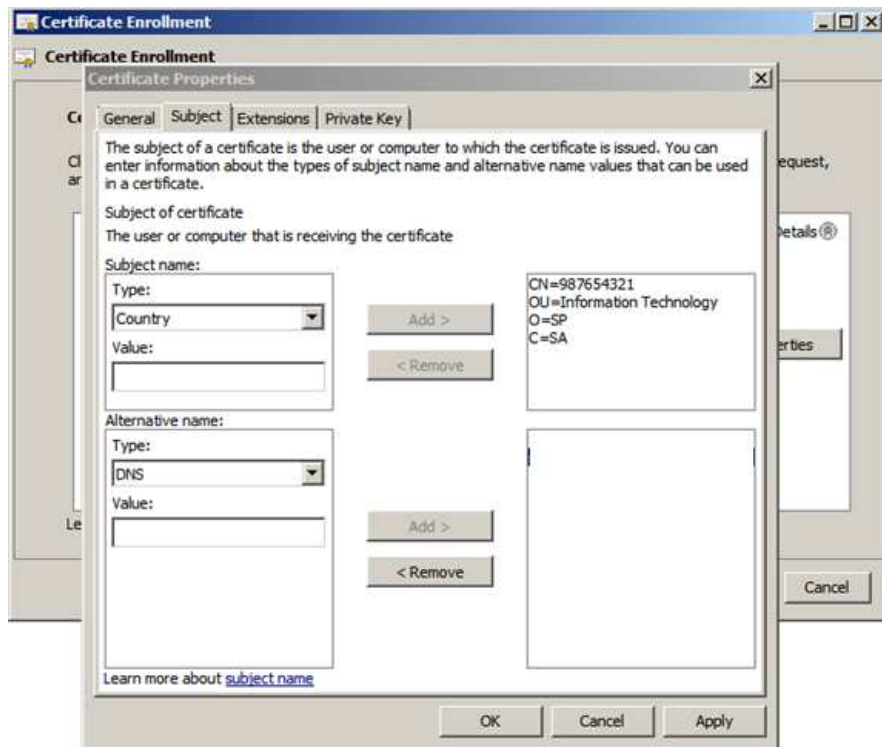 Certificate Enrollment
Certificate Enrollment
Certificate Properties
General Subject Extensions Private Key
The subject of a certificate is the user or computer to which the certificate is issued. You can
enter information about the types of subject name and alternative name values that can be used
in a certificate.
equest,
Subject of certificate
The user or computer that is receiving the certificate
Details
Subject name:
Type:
Country
Value:
Add >
< Remove
CN=987654321
OU=Information Technology
O=SP
C=SA
erties
Alternative name:
Type:
DNS
Value:
Add >
< Remove
Cancel
Learn more about subject name
OK Cancel Apply